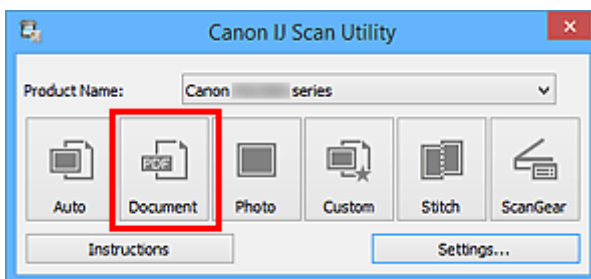 Canon IJ Scan Utility
Product Name: Canon series
PDF
Auto Document Photo Custom Stitch ScanGear
Instructions Settings...